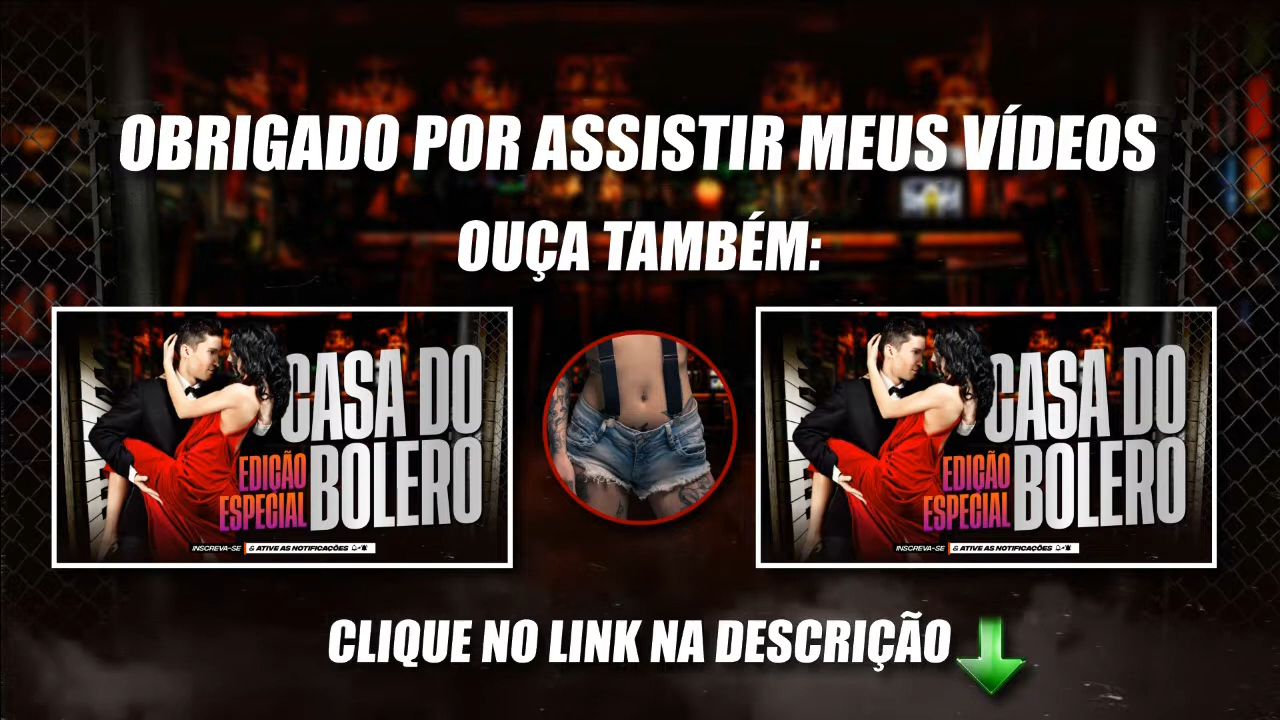 OBRIGADO POR ASSISTIR MEUS VÍDEOS
OUÇA TAMBÉM:
CASA DO
BOLERO
EDIÇÃO
ESPECIAL
INSCREVA-SE & ATIVE AS NOTIFICAÇÕES
CASA DO
BOLERO
EDIÇÃO
ESPECIAL
INSCREVA-SE & ATIVE AS NOTIFICAÇÕES
CLIQUE NO LINK NA DESCRIÇÃO